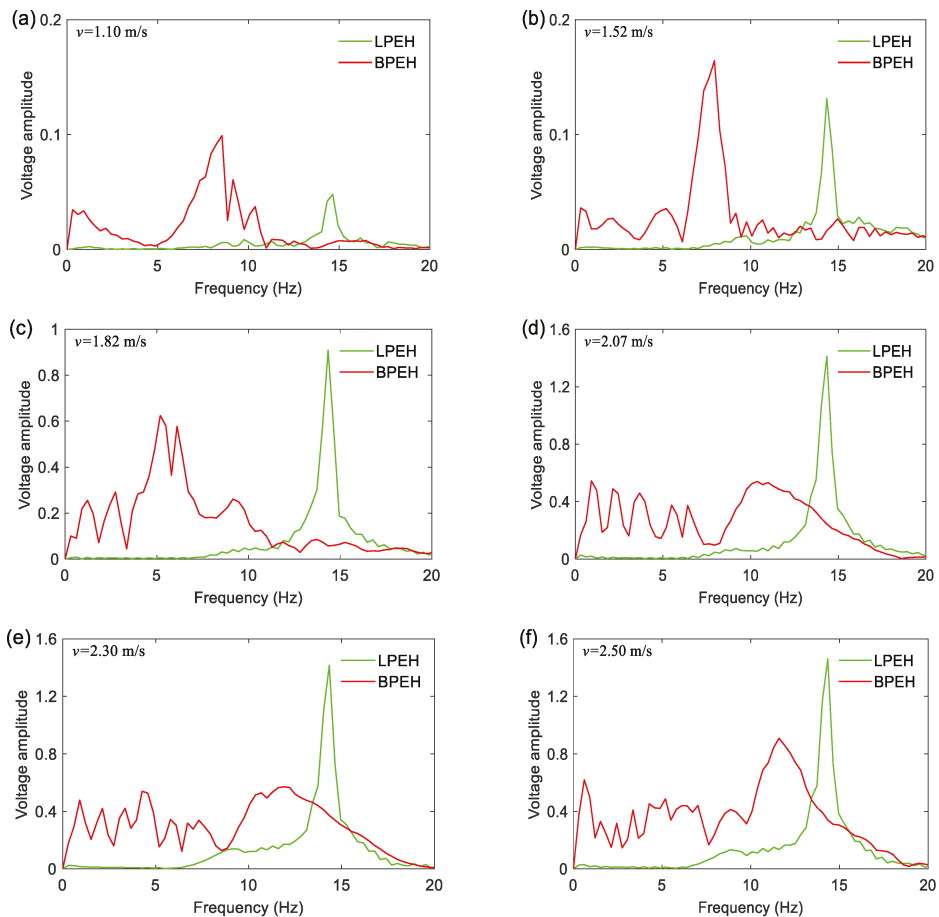 (a)
v=1.10 m/s
LPEH
BPEH
Voltage amplitude
0.2
0.1
0
0 5 10 15 20
Frequency (Hz)
(b)
v=1.52 m/s
LPEH
BPEH
Voltage amplitude
0.2
0.1
0
0 5 10 15 20
Frequency (Hz)
(c)
v=1.82 m/s
LPEH
BPEH
Voltage amplitude
1
0.8
0.6
0.4
0.2
0
0 5 10 15 20
Frequency (Hz)
(d)
v=2.07 m/s
LPEH
BPEH
Voltage amplitude
1.6
1.2
0.8
0.4
0
0 5 10 15 20
Frequency (Hz)
(e)
v=2.30 m/s
LPEH
BPEH
Voltage amplitude
1.6
1.2
0.8
0.4
0
0 5 10 15 20
Frequency (Hz)
(f)
v=2.50 m/s
LPEH
BPEH
Voltage amplitude
1.6
1.2
0.8
0.4
0
0 5 10 15 20
Frequency (Hz)